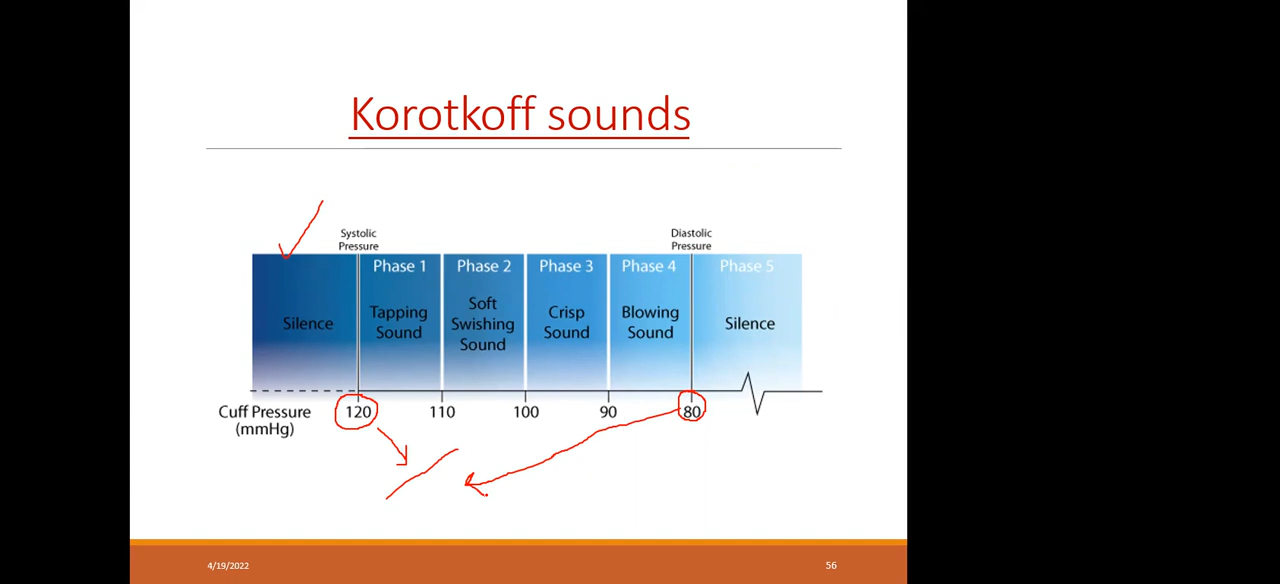 Korotkoff sounds
Systolic
Pressure
Diastolic
Pressure
Phase 1
Phase 2
Phase 3
Phase 4
Phase 5
Silence
Tapping
Sound
Soft
Swishing
Sound
Crisp
Sound
Blowing
Sound
Silence
Cuff Pressure
(mmHg)
120
110
100
90
80
/
4/19/2022
56